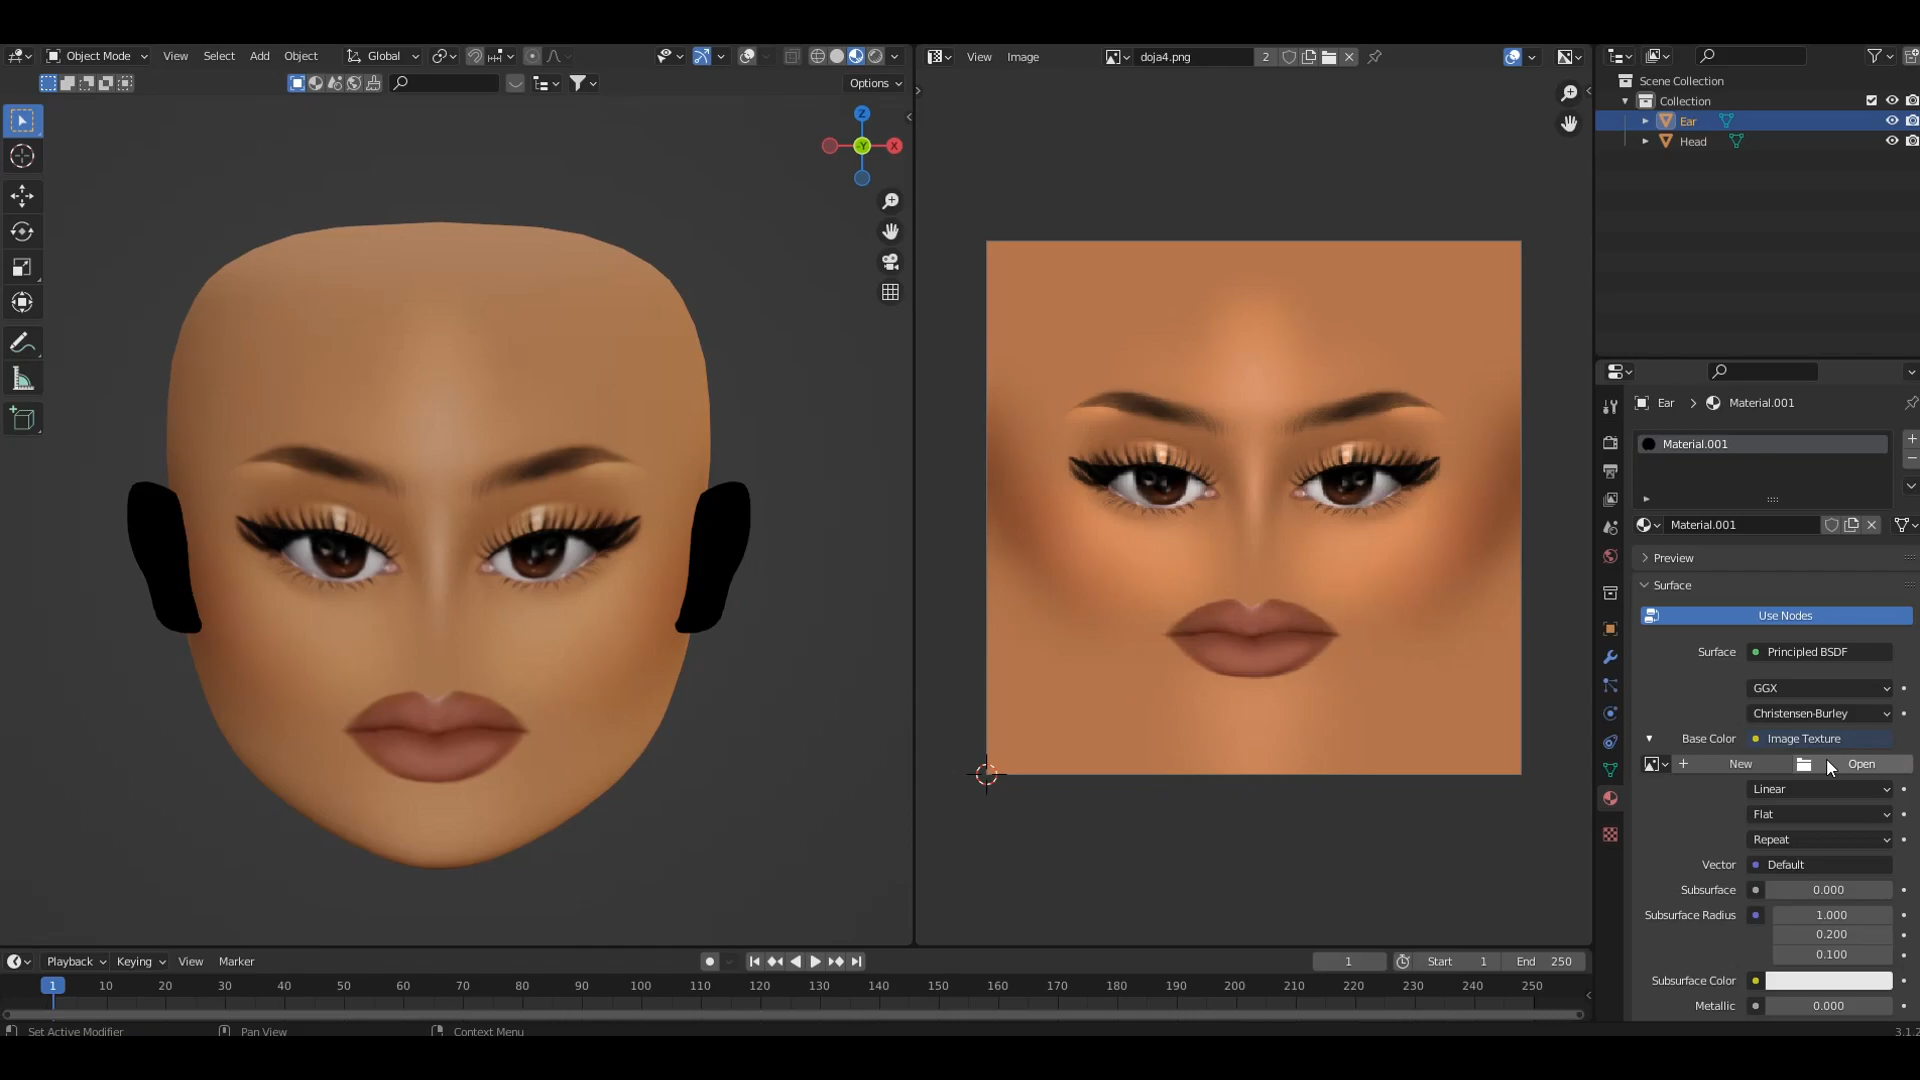 Object Mode View Select Add Object Global
View Image doja4.png 2
Options
Z
-Y X
Scene Collection
Collection
Ear
Head
Ear > Material.001
Material.001
Material.001
Preview
Surface
Use Nodes
Surface Principled BSDF
GGX
Christensen-Burley
Base Color Image Texture
New Open
Linear
Flat
Repeat
Vector Default
Subsurface 0.000
Subsurface Radius 1.000
0.200
0.100
Subsurface Color
Metallic 0.000
Playback Keying View Marker 1 Start 1 End 250
1 10 20 30 40 50 60 70 80 90 100 110 120 130 140 150 160 170 180 190 200 210 220 230 240 250
Set Active Modifier Pan View Context Menu 3.1.2